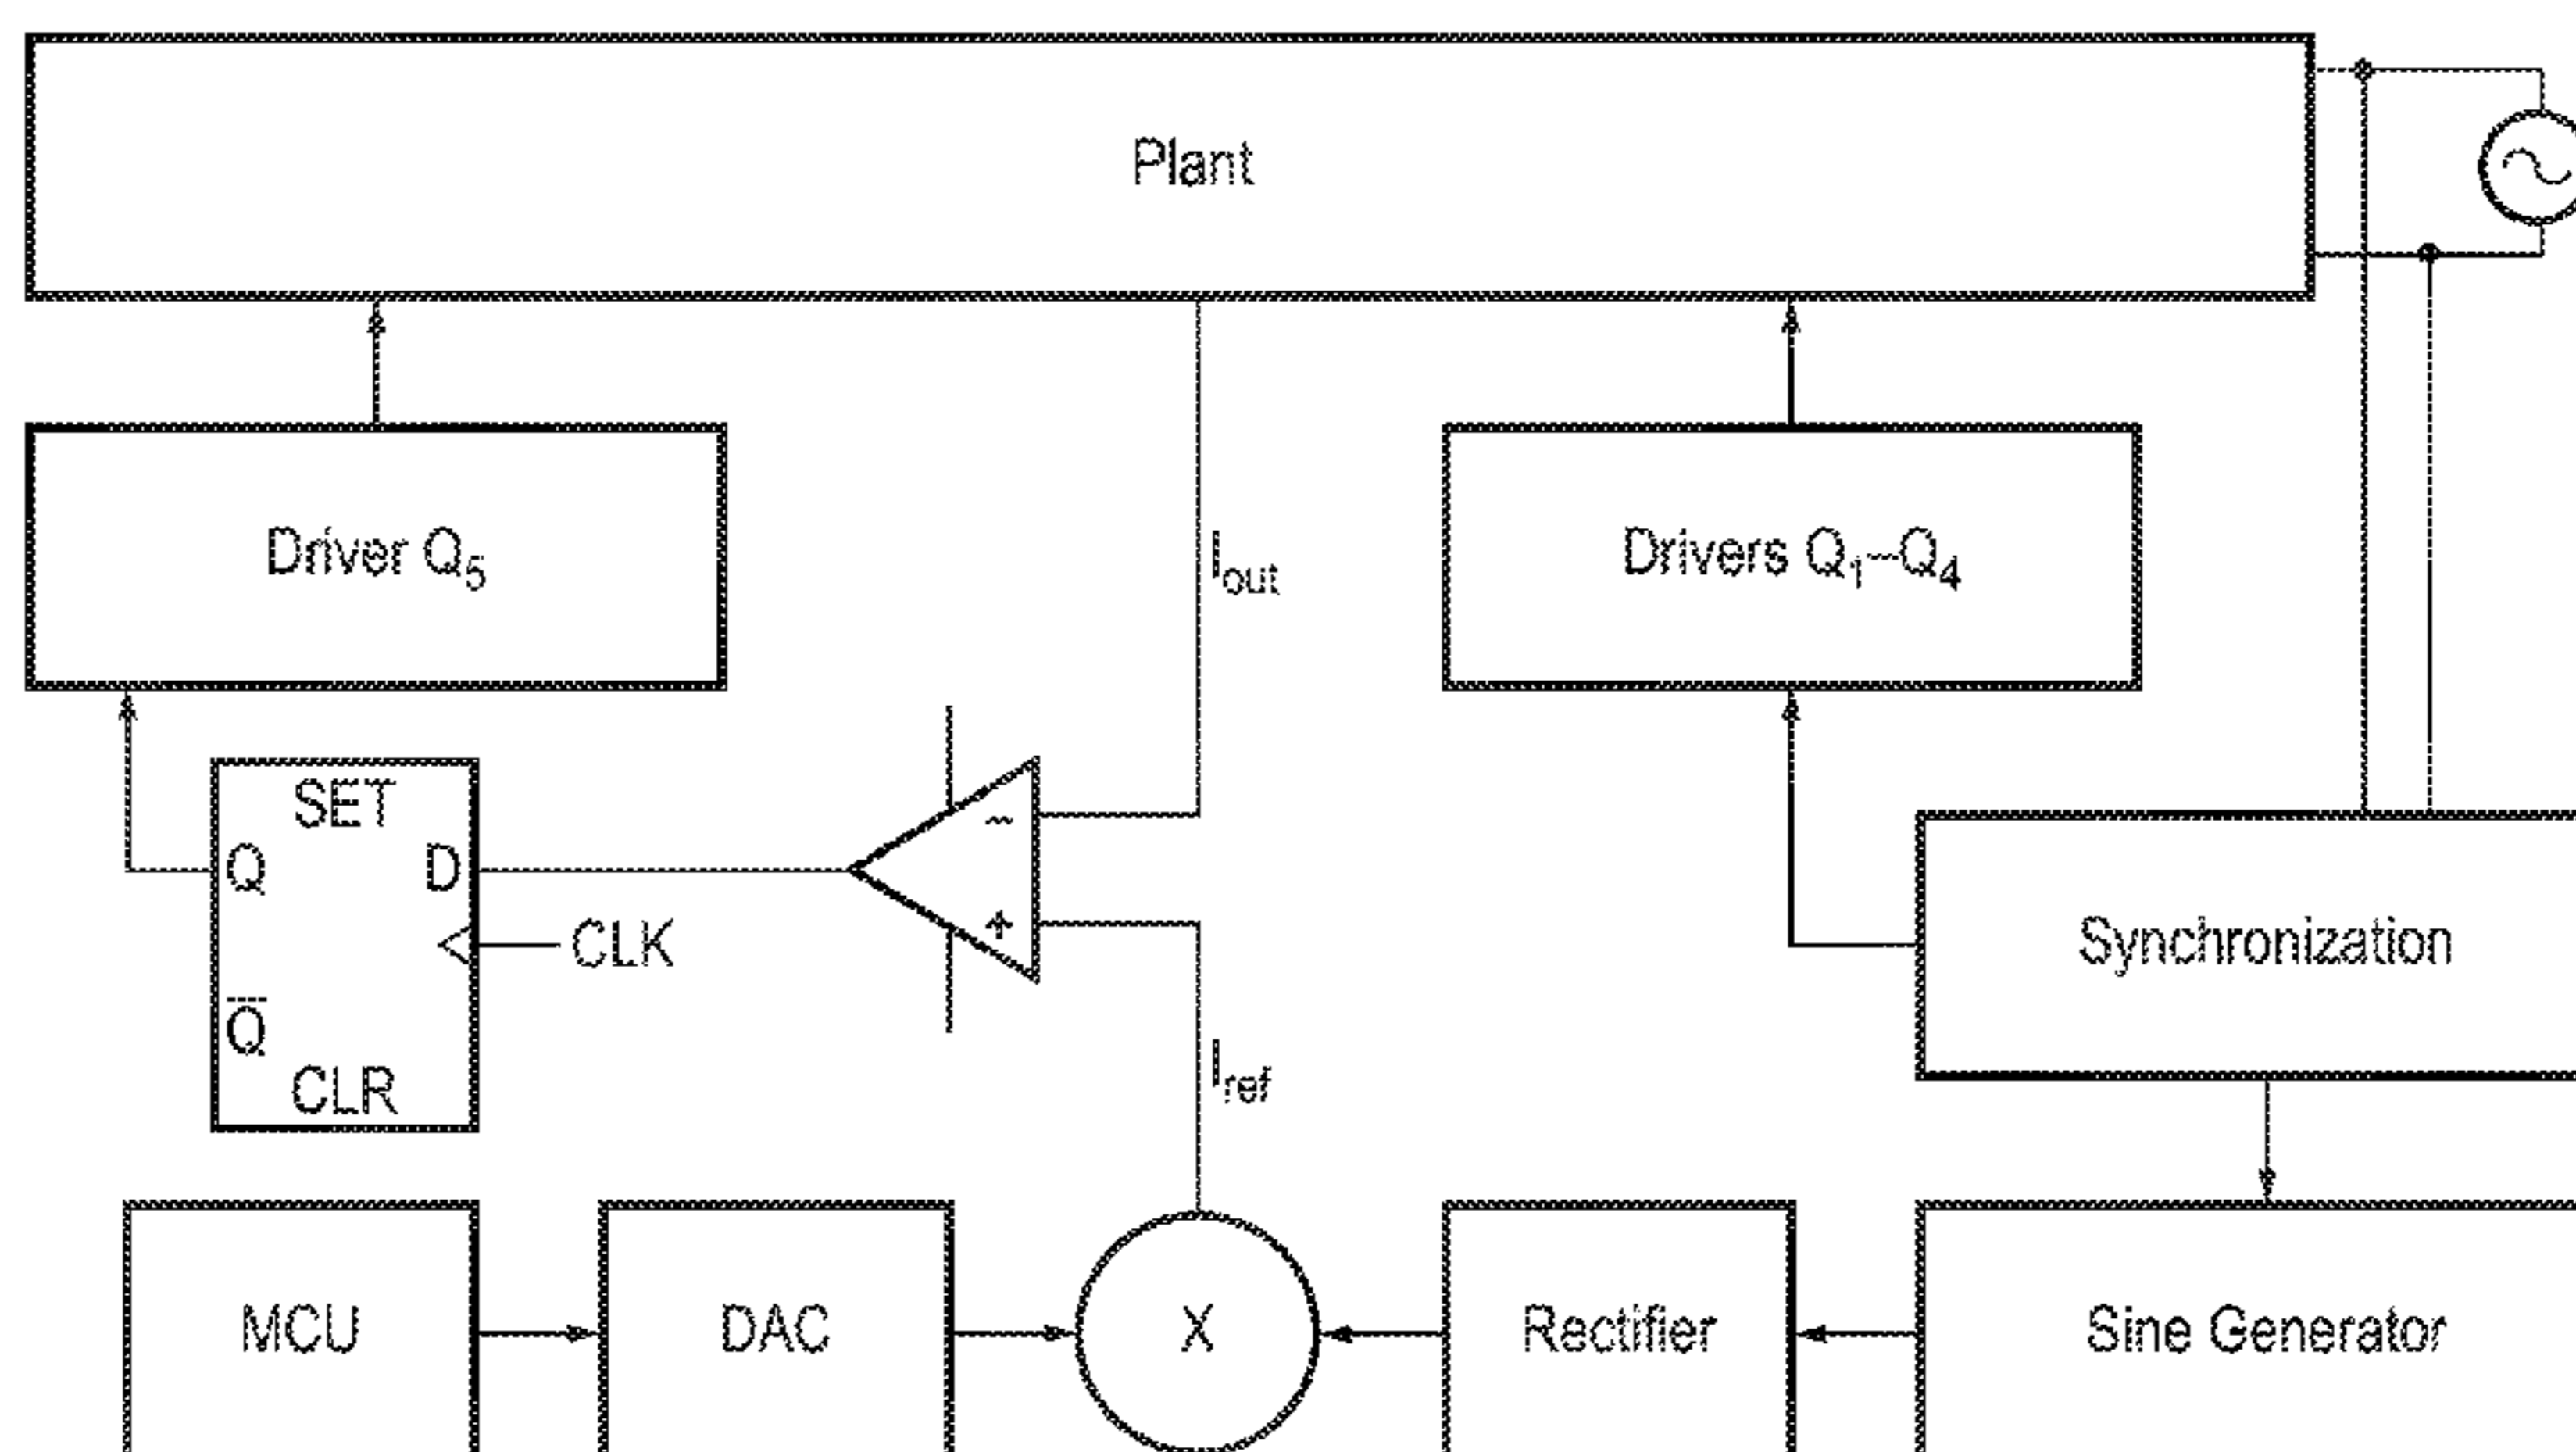 Plant
Driver Q5
Iout
Drivers Q1–Q4
SET
Q
D
−
+
CLK
Synchronization
Q̅
CLR
Iref
MCU
DAC
X
Rectifier
Sine Generator